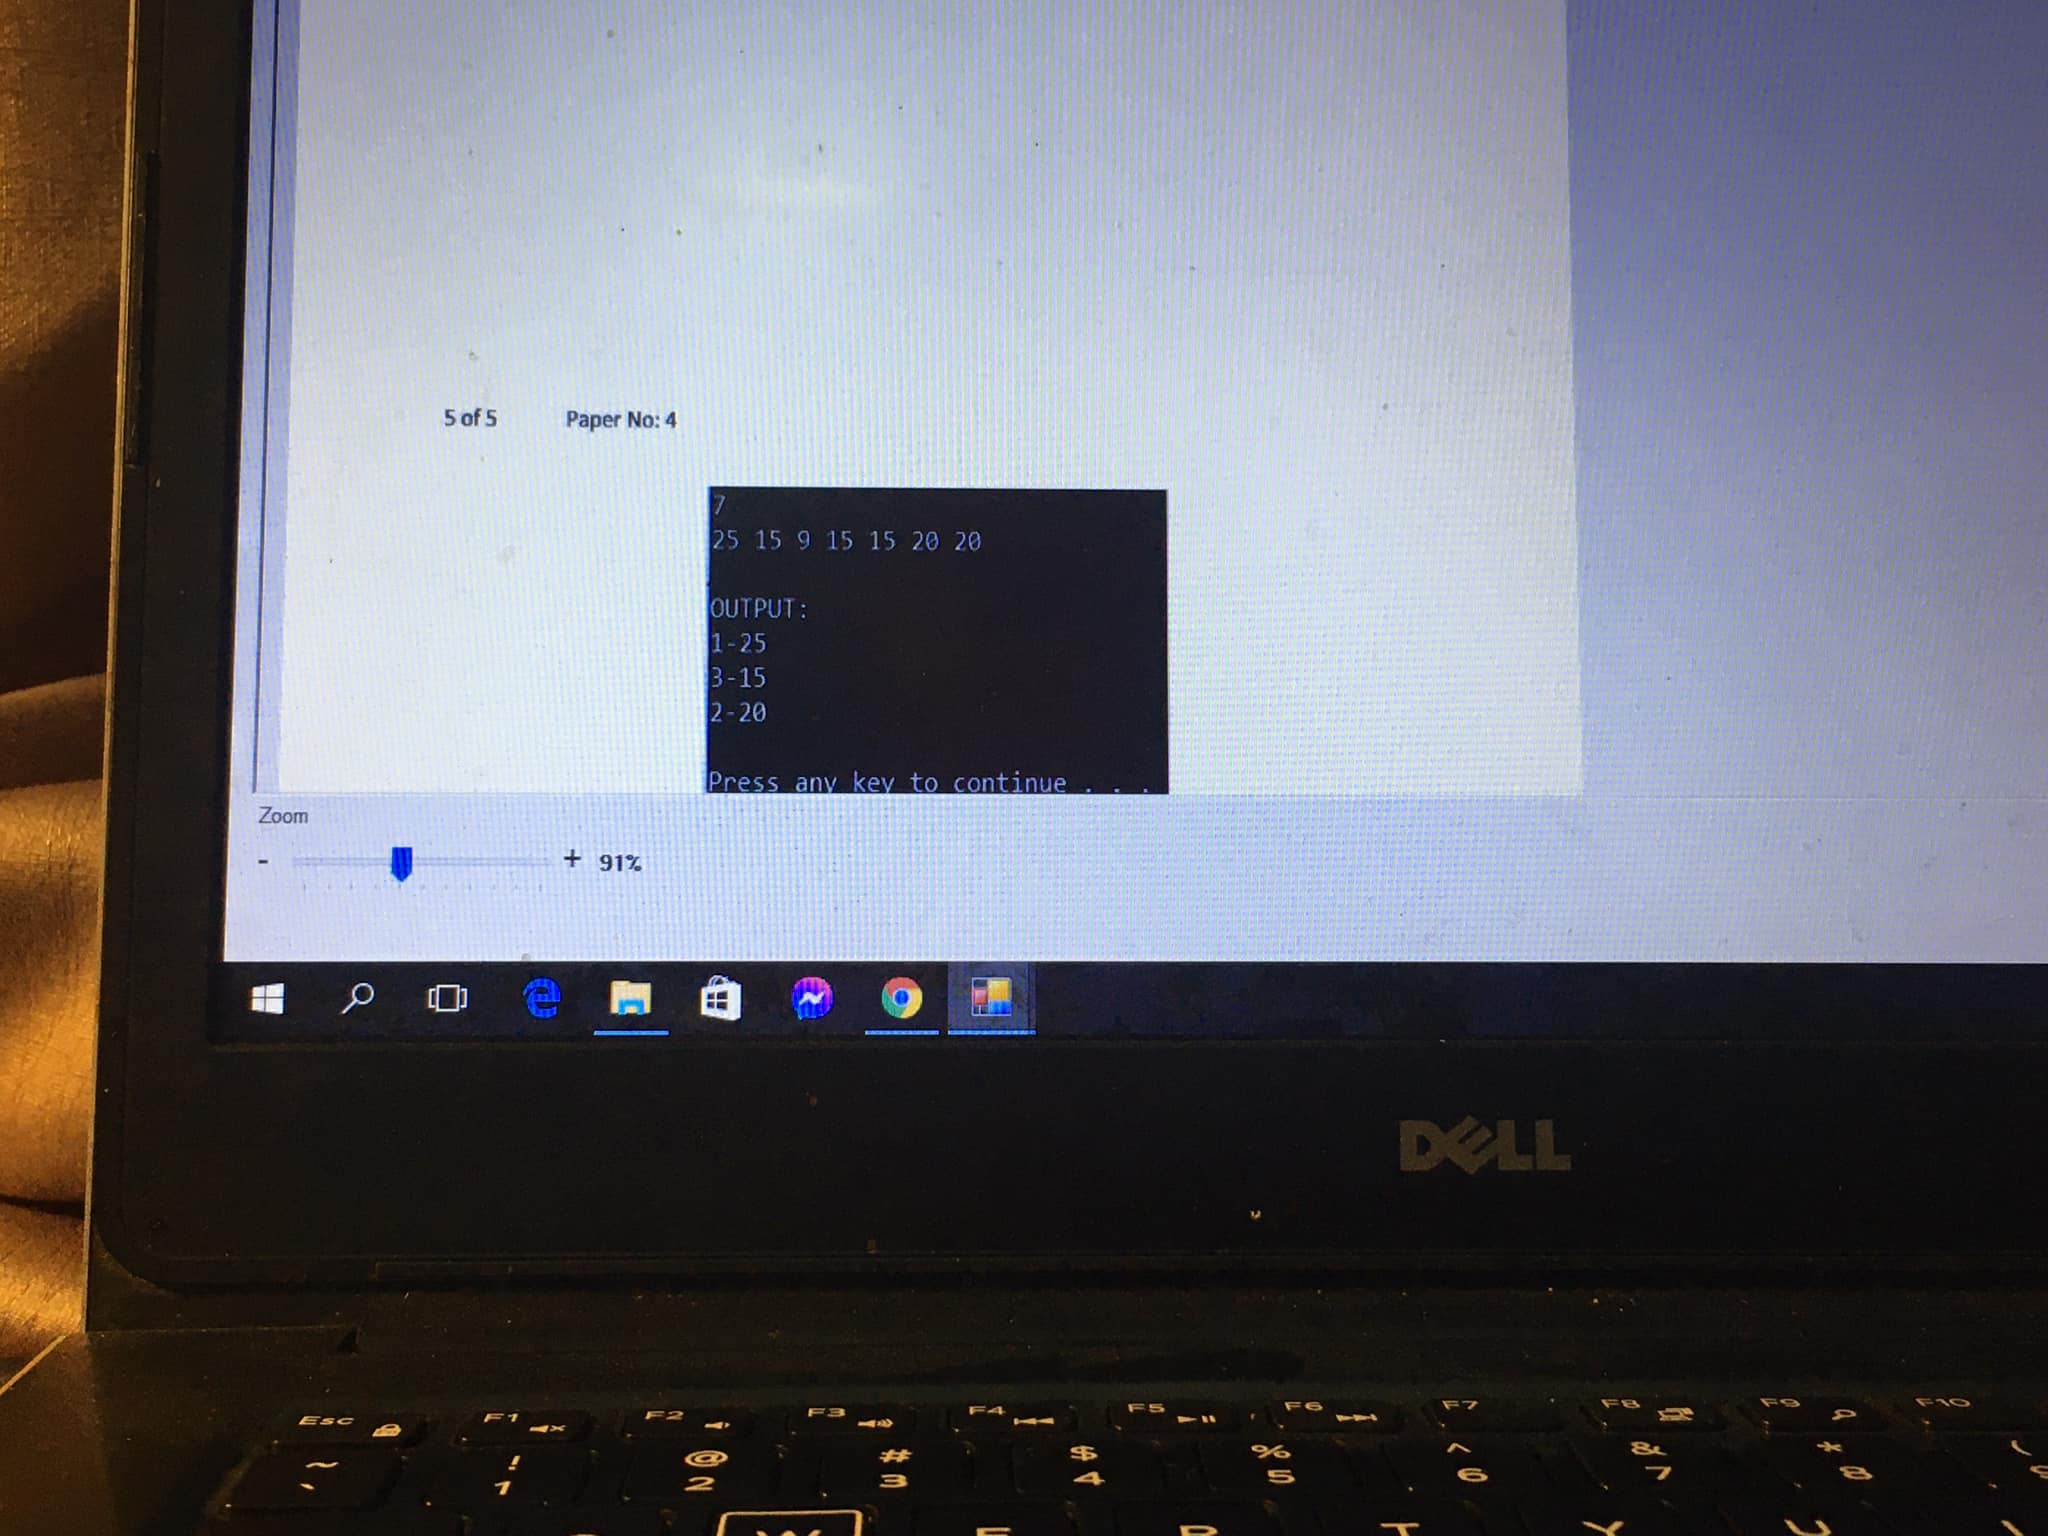 5 of 5 Paper No: 4
7
25 15 9 15 15 20 20
OUTPUT:
1-25
3-15
2-20
Press any key to continue . . .
Zoom
- + 91%
DELL
Esc F1 F2 F3 F4 F5 F6 F7 F8 F9 F10
~ ! @ # $ % ^ & * (
` 1 2 3 4 5 6 7 8
W